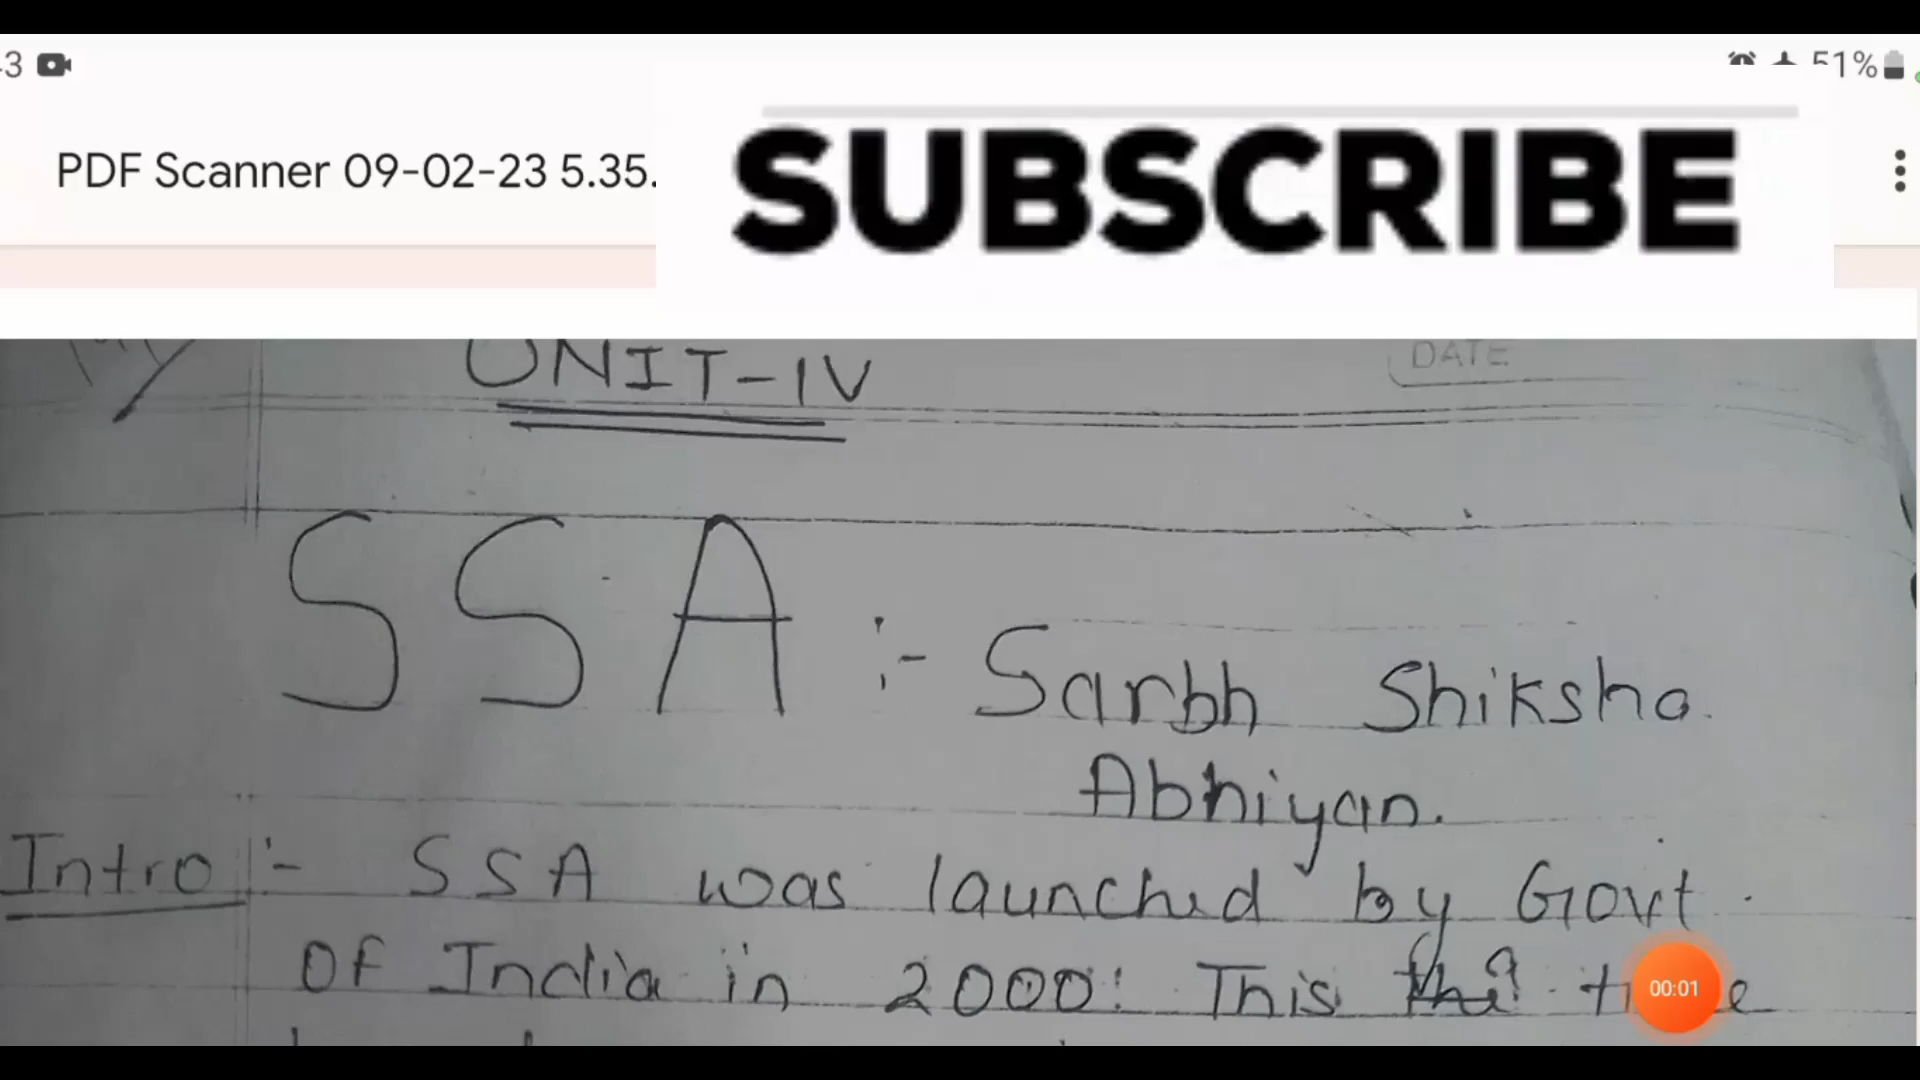 43
51%
PDF Scanner 09-02-23 5.35.
SUBSCRIBE
UNIT-IV
DATE
SSA :- Sarbh Shiksha
Abhiyan.
Intro :- SSA was launched by Govt.
of India in 2000. This
00:01